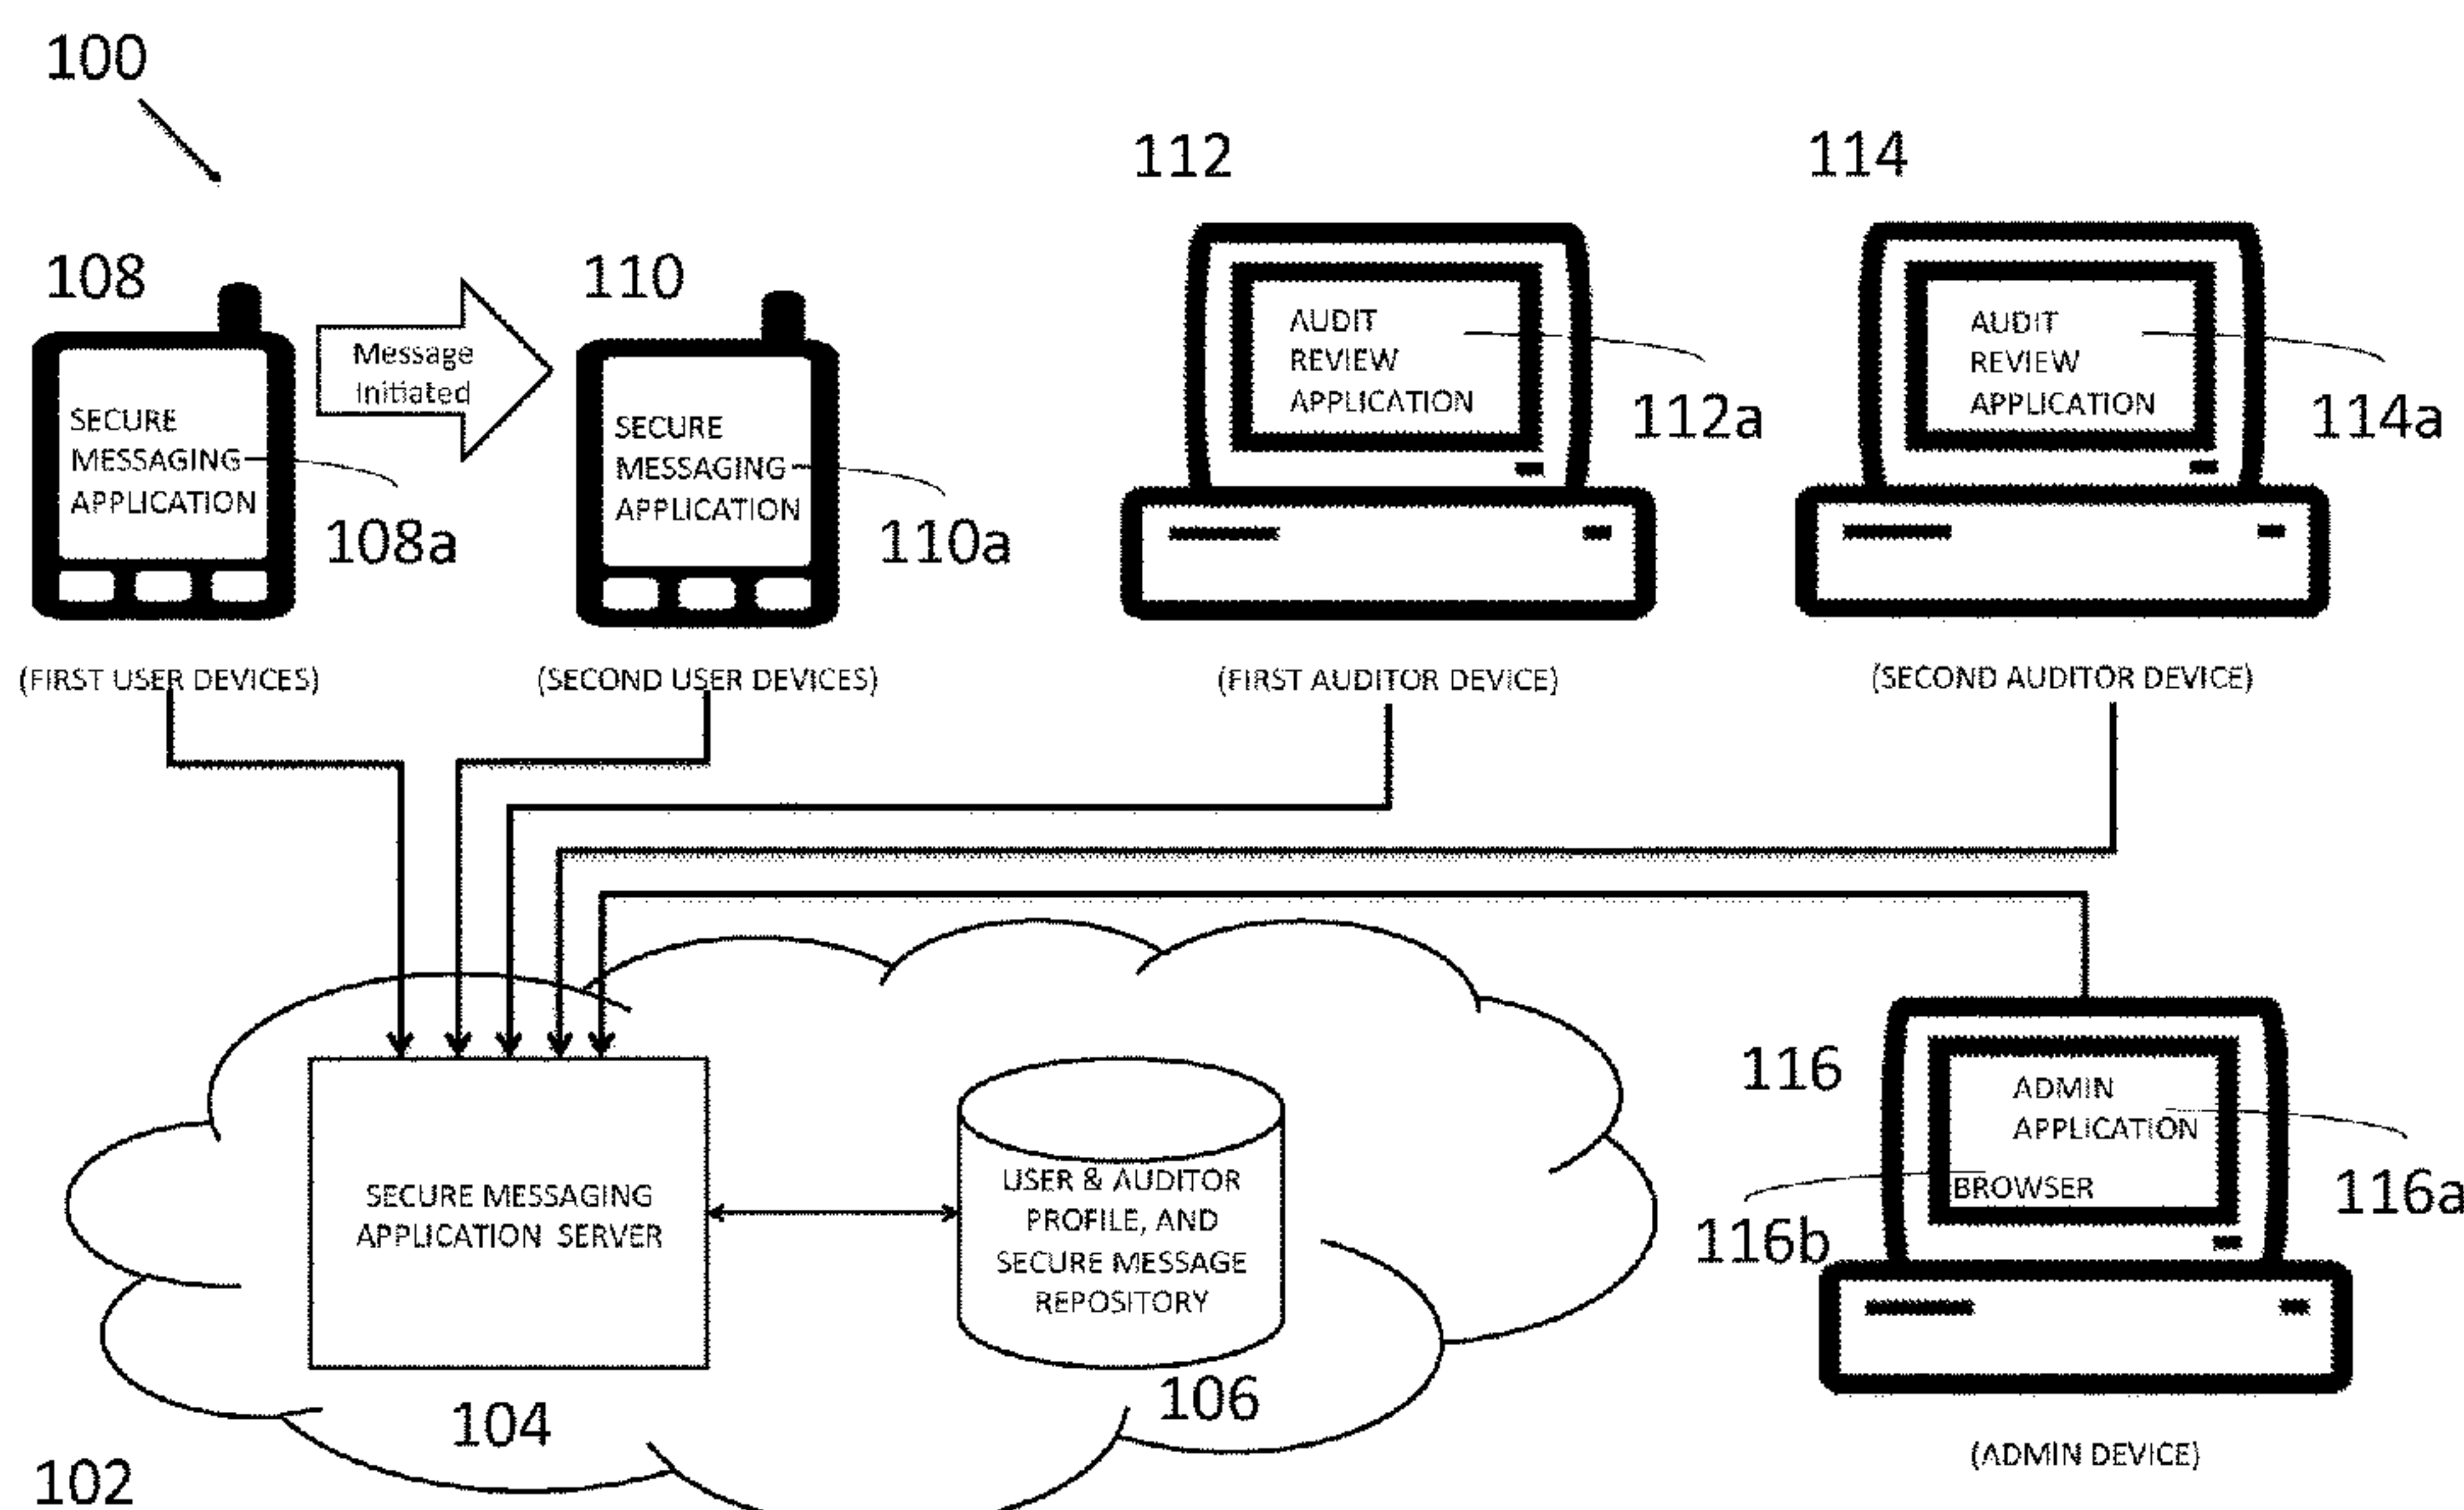 100
112
114
108
110
Message
Initiated
AUDIT
REVIEW
APPLICATION
AUDIT
REVIEW
APPLICATION
112a
114a
SECURE
MESSAGING
APPLICATION
SECURE
MESSAGING
APPLICATION
108a
110a
(FIRST USER DEVICES)
(SECOND USER DEVICES)
(FIRST AUDITOR DEVICE)
(SECOND AUDITOR DEVICE)
116
ADMIN
APPLICATION
BROWSER
116a
116b
SECURE MESSAGING
APPLICATION SERVER
USER & AUDITOR
PROFILE, AND
SECURE MESSAGE
REPOSITORY
104
106
102
(ADMIN DEVICE)